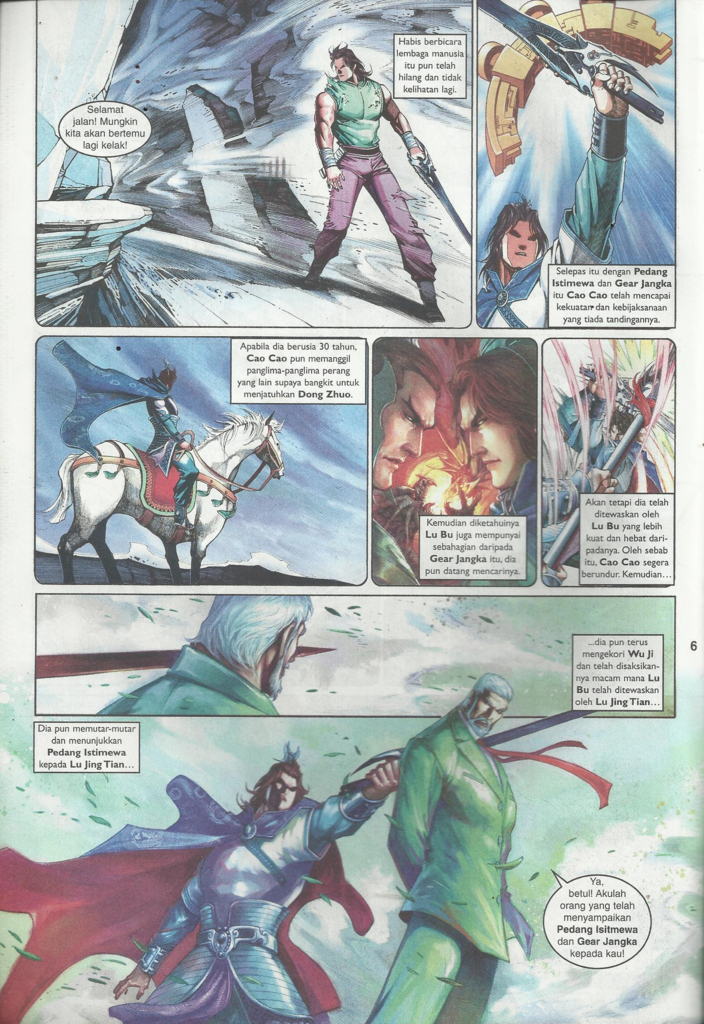 Selamat
jalan! Mungkin
kita akan bertemu
lagi kelak!
Habis berbicara
lembaga manusia
itu pun telah
hilang dan tidak
kelihatan lagi.
Selepas itu dengan Pedang
Istimewa dan Gear Jangka
itu Cao Cao telah mencapai
kekuatan dan kebijaksanaan
yang tiada tandingannya.
Apabila dia berusia 30 tahun,
Cao Cao pun memanggil
panglima-panglima perang
yang lain supaya bangkit untuk
menjatuhkan Dong Zhuo.
Kemudian diketahuinya
Lu Bu juga mempunyai
sebahagian daripada
Gear Jangka itu, dia
pun datang mencarinya.
Akan tetapi dia telah
ditewaskan oleh
Lu Bu yang lebih
kuat dan hebat dari-
padanya. Oleh sebab
itu, Cao Cao segera
berundur. Kemudian...
...dia pun terus
mengekori Wu Ji
dan telah disaksikan-
nya macam mana Lu
Bu telah ditewaskan
oleh Lu Jing Tian...
6
Dia pun memutar-mutar
dan menunjukkan
Pedang Istimewa
kepada Lu Jing Tian...
Ya,
betul! Akulah
orang yang telah
menyampaikan
Pedang Isitmewa
dan Gear Jangka
kepada kau!